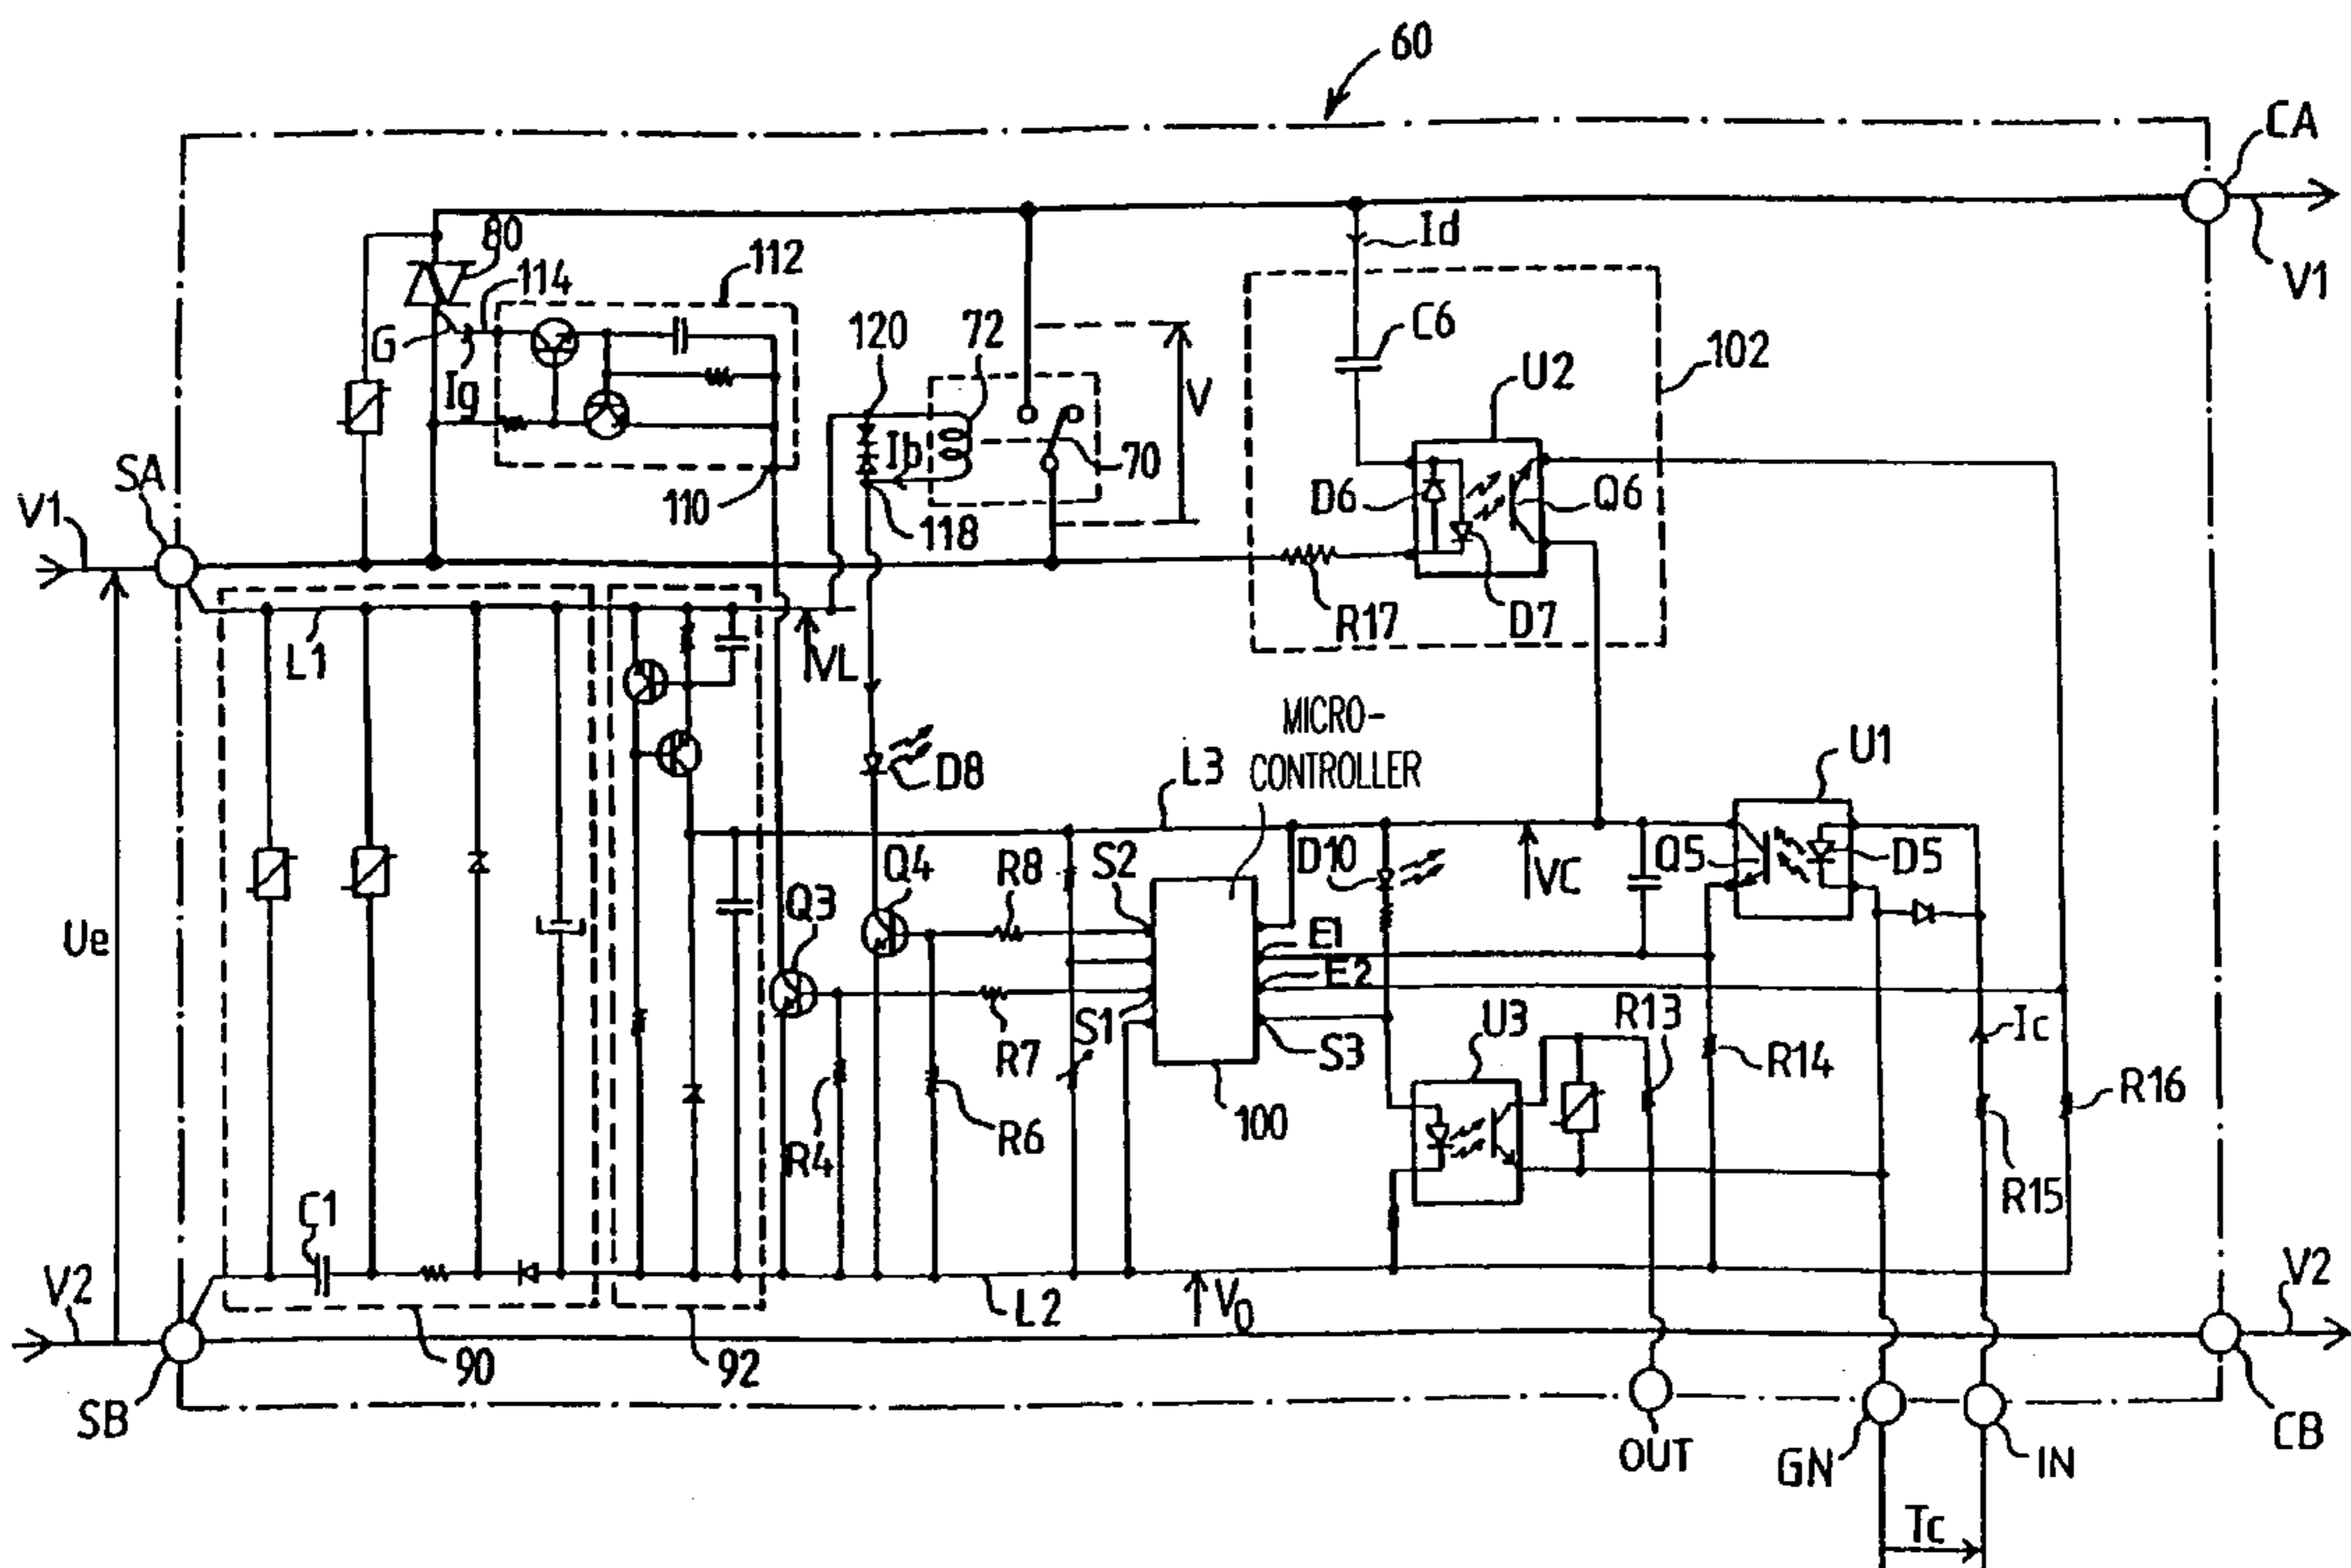 60
CA
V1
80
Id
112
114
G
Ig
120
72
V
C6
U2
102
Ib
70
D6
Q6
SA
V1
110
118
R17
D7
L1
VL
MICRO-
CONTROLLER
L3
U1
D8
Ue
Q3
Q4
R8
S2
D10
VC
Q5
D5
E1
E2
S1
R7
S3
U3
R13
Ic
R14
R16
R4
R6
100
R15
C1
V2
L2
V0
V2
SB
90
92
OUT
GN
IN
CB
Tc